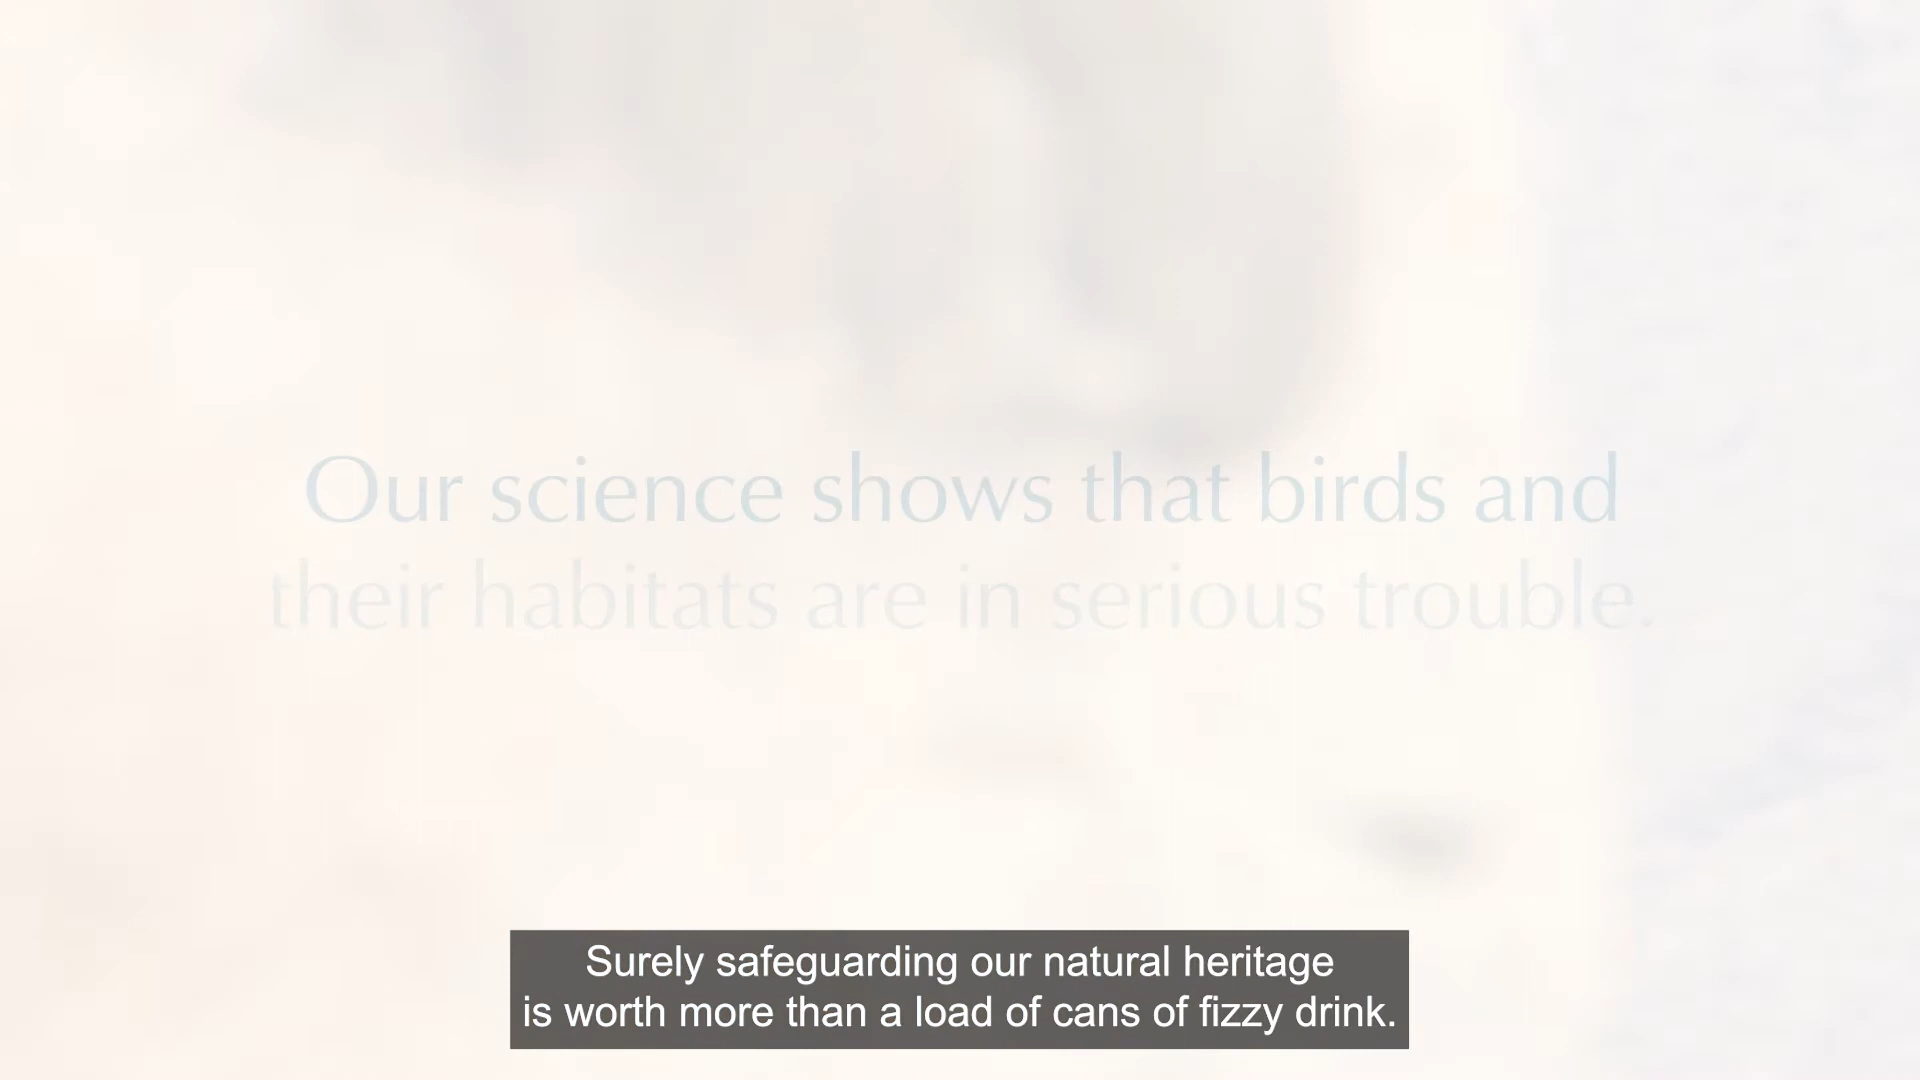 Our science shows that birds and
their habitats are in serious trouble.
Surely safeguarding our natural heritage
is worth more than a load of cans of fizzy drink.